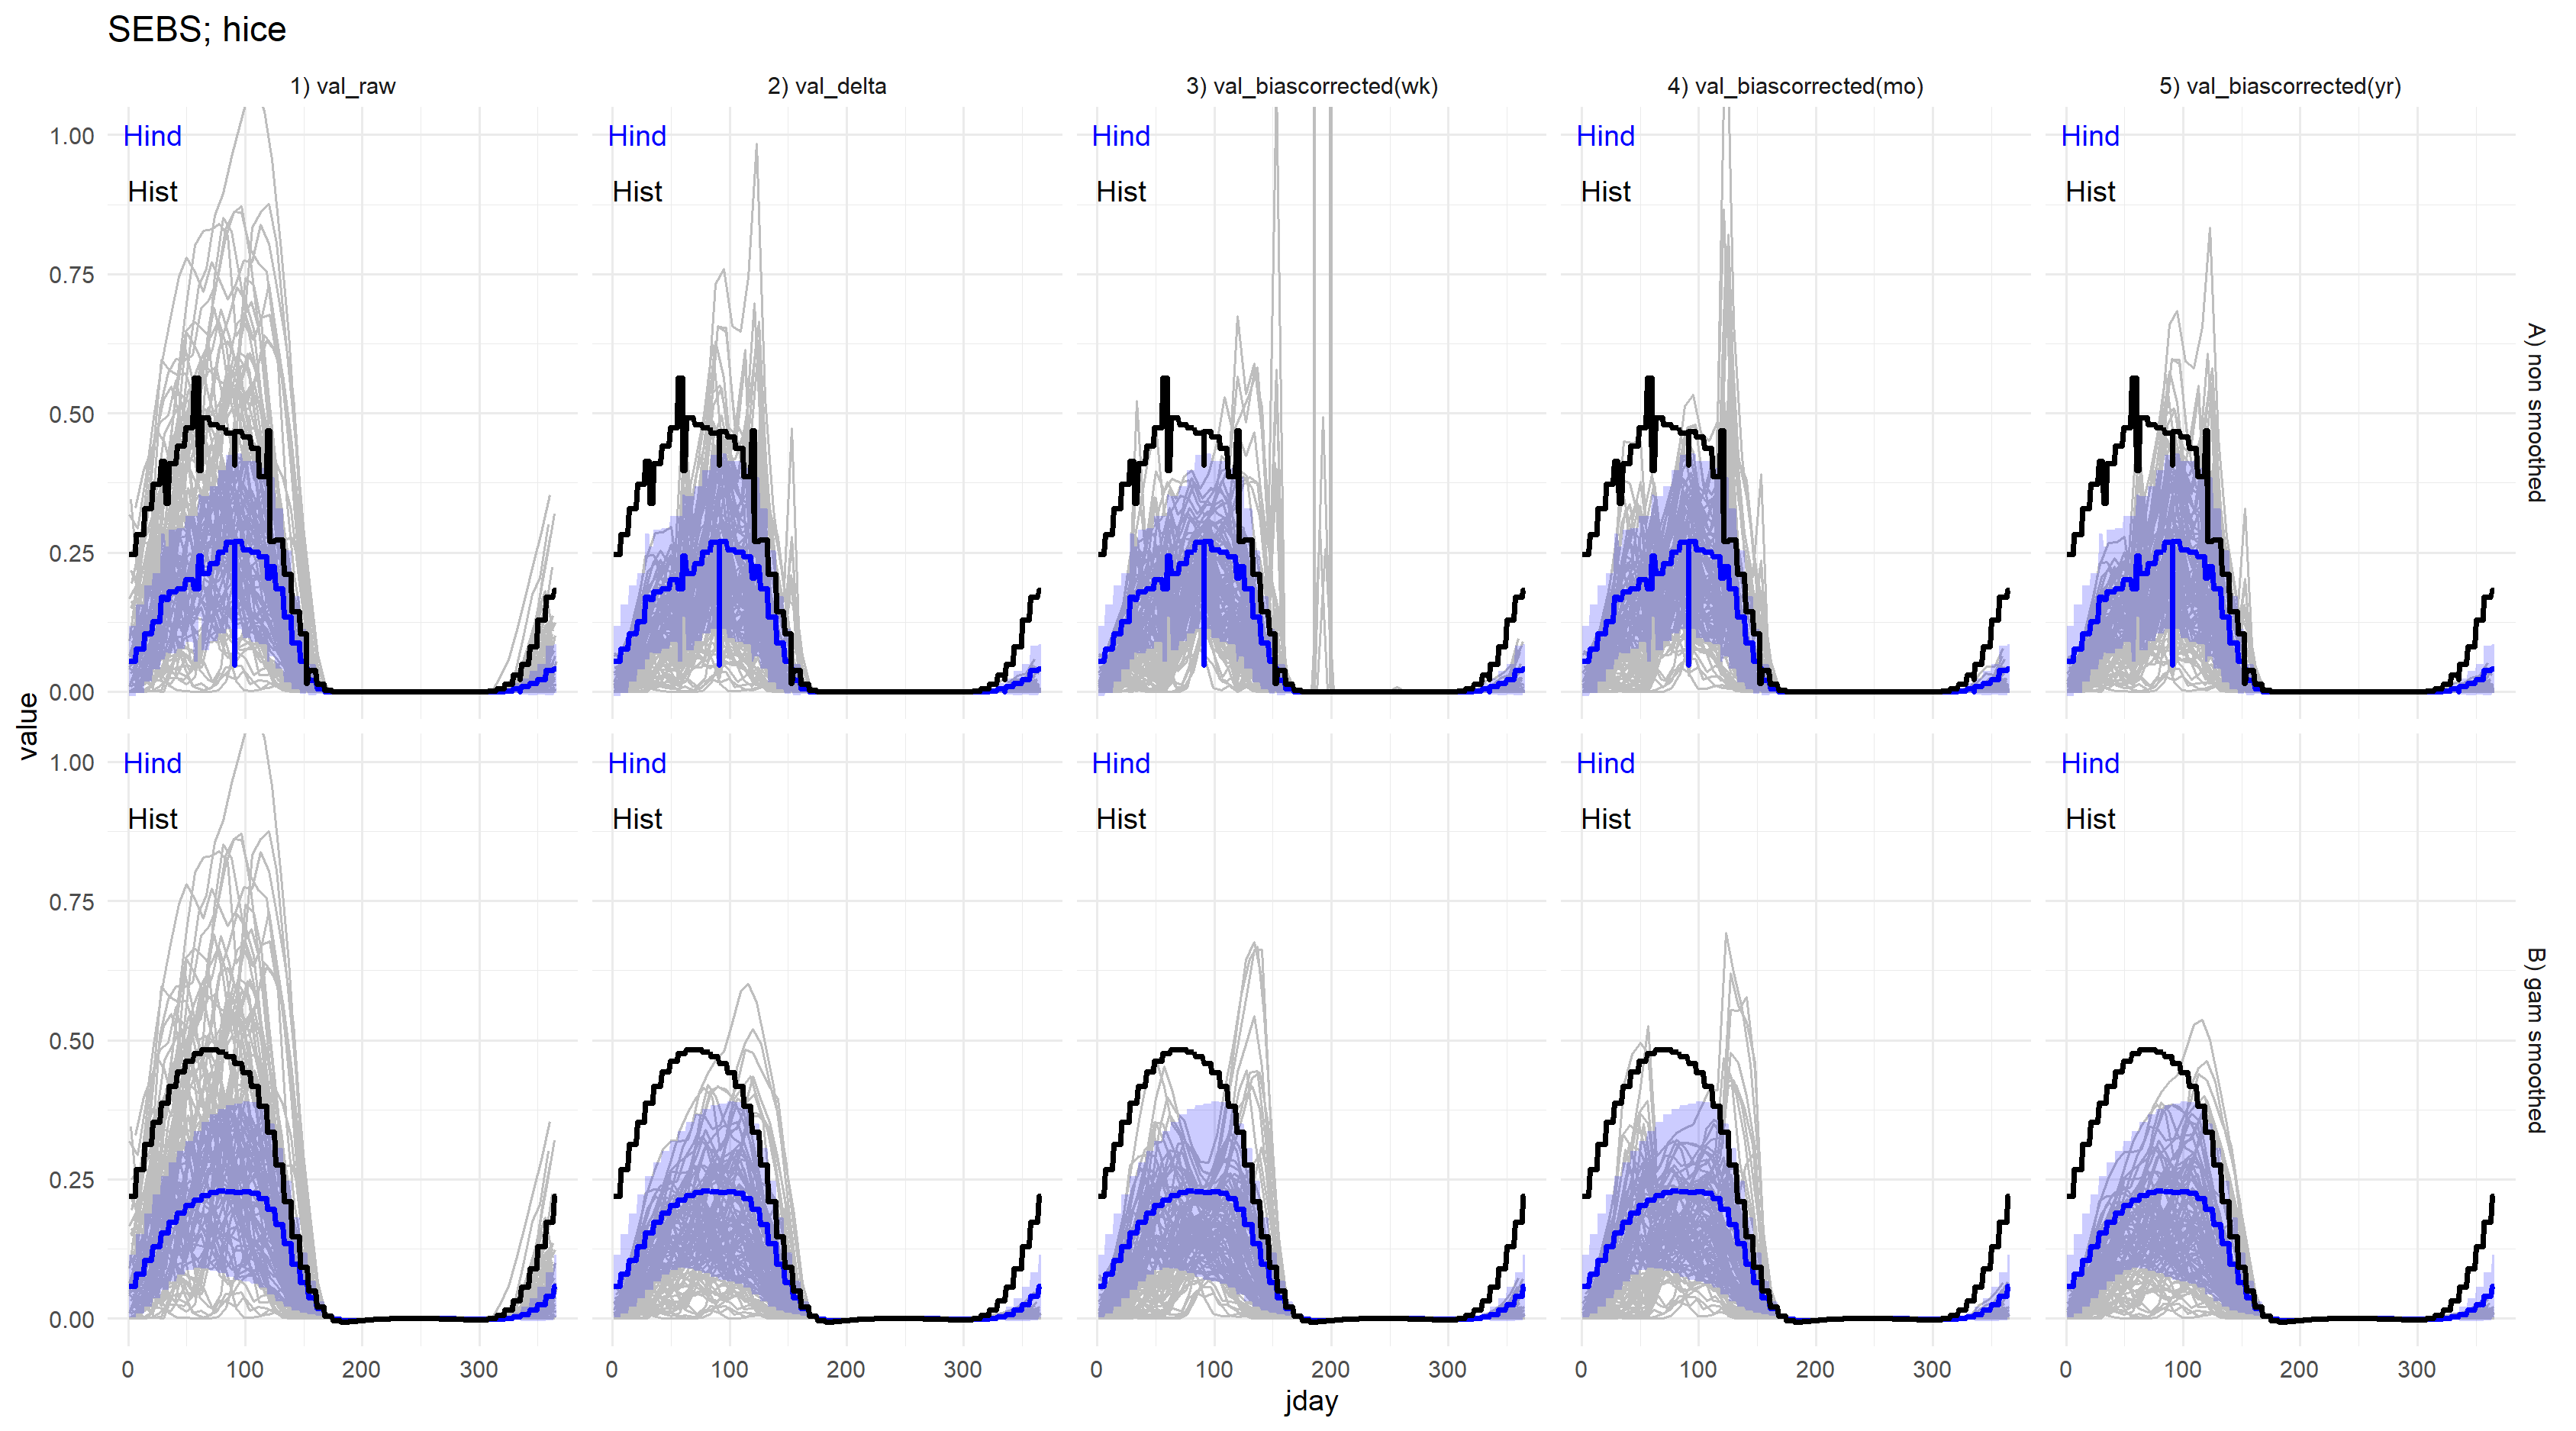 SEBS; hice
1) val_raw
2) val_delta
3) val_biascorrected(wk)
4) val_biascorrected(mo)
5) val_biascorrected(yr)
1.00
Hind
Hind
Hind
Hind
Hind
Hist
Hist
Hist
Hist
Hist
0.75
0.50
0.25
0.00
A) non smoothed
value
1.00
Hind
Hind
Hind
Hind
Hind
Hist
Hist
Hist
Hist
Hist
0.75
0.50
0.25
0.00
B) gam smoothed
0 100 200 300
0 100 200 300
0 100 200 300
0 100 200 300
0 100 200 300
jday